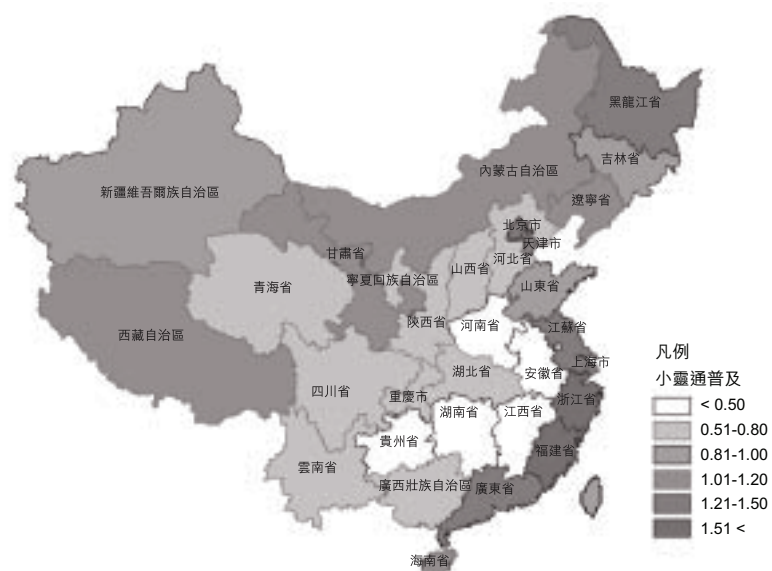 黑龍江省
吉林省
內蒙古自治區
遼寧省
新疆維吾爾族自治區
北京市
天津市
甘肅省
河北省
山西省
寧夏回族自治區
青海省
山東省
西藏自治區
陝西省
河南省
江蘇省
上海市
安徽省
湖北省
四川省
重慶市
浙江省
湖南省
江西省
貴州省
福建省
雲南省
廣西壯族自治區
廣東省
海南省
凡例
小靈通普及
< 0.50
0.51-0.80
0.81-1.00
1.01-1.20
1.21-1.50
1.51 <